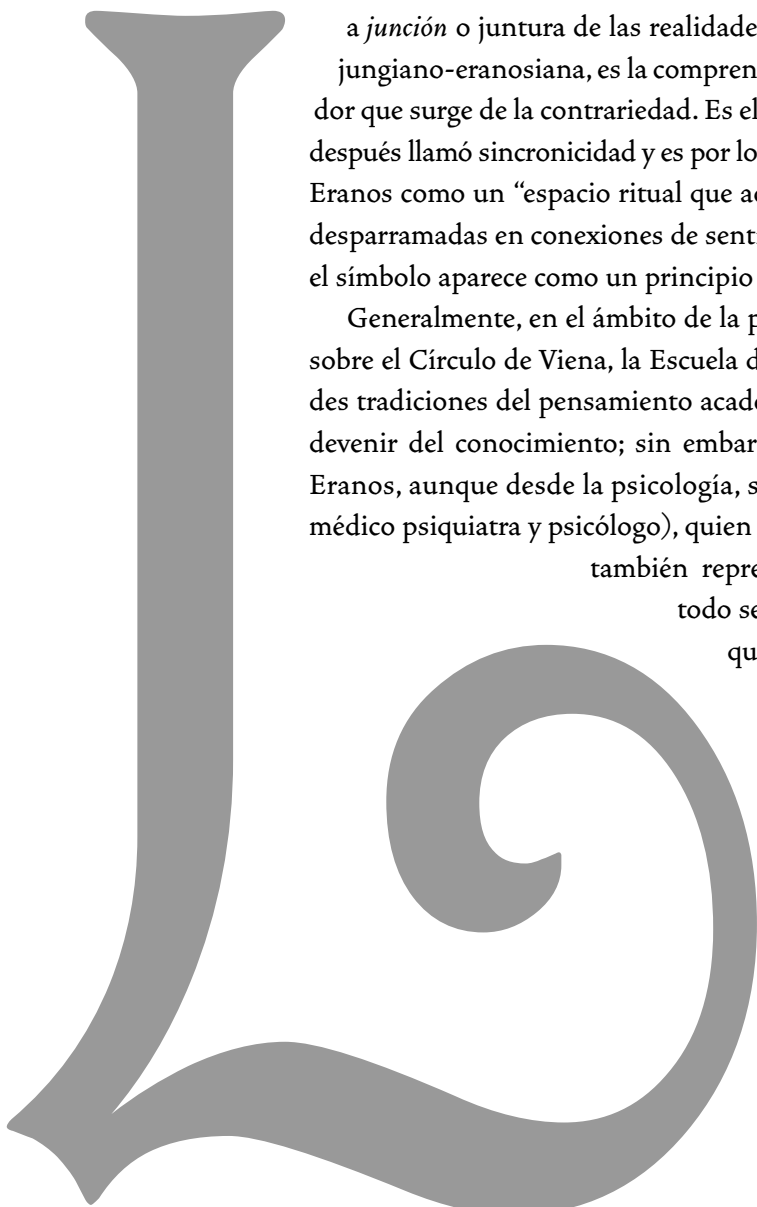 L
a junción o juntura de las realidade
jungiano-eranosiana, es la compren
dor que surge de la contrariedad. Es el
después llamó sincronicidad y es por lo
Eranos como un “espacio ritual que ac
desparramadas en conexiones de senti
el símbolo aparece como un principio
Generalmente, en el ámbito de la p
sobre el Círculo de Viena, la Escuela d
des tradiciones del pensamiento acadé
devenir del conocimiento; sin embar
Eranos, aunque desde la psicología, s
médico psiquiatra y psicólogo), quien
también repre
todo se
qu